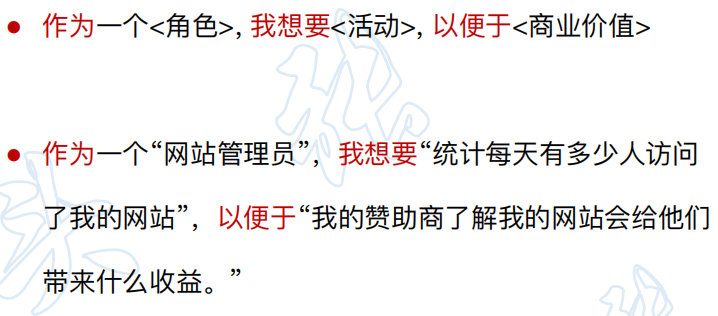 作为一个<角色>, 我想要<活动>, 以便于<商业价值>
作为一个“网站管理员”，我想要“统计每天有多少人访问
了我的网站”，以便于“我的赞助商了解我的网站会给他们
带来什么收益。”